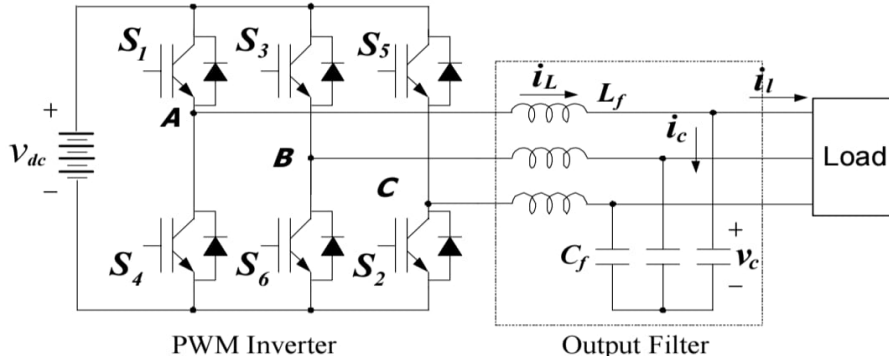 S1 S3 S5
iL Lf il
+ A ic
vdc B Load
− C +
S4 S6 S2 Cf vc
−
PWM Inverter Output Filter